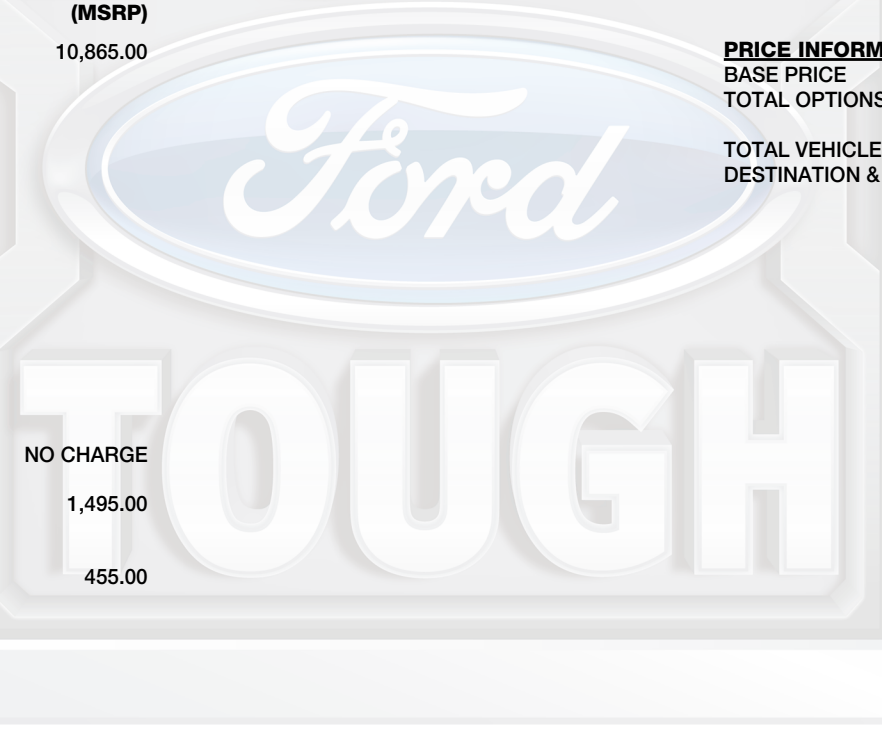 (MSRP)
10,865.00
NO CHARGE
1,495.00
455.00
PRICE INFORM
BASE PRICE
TOTAL OPTIONS
TOTAL VEHICLE
DESTINATION &
Ford
TOUGH